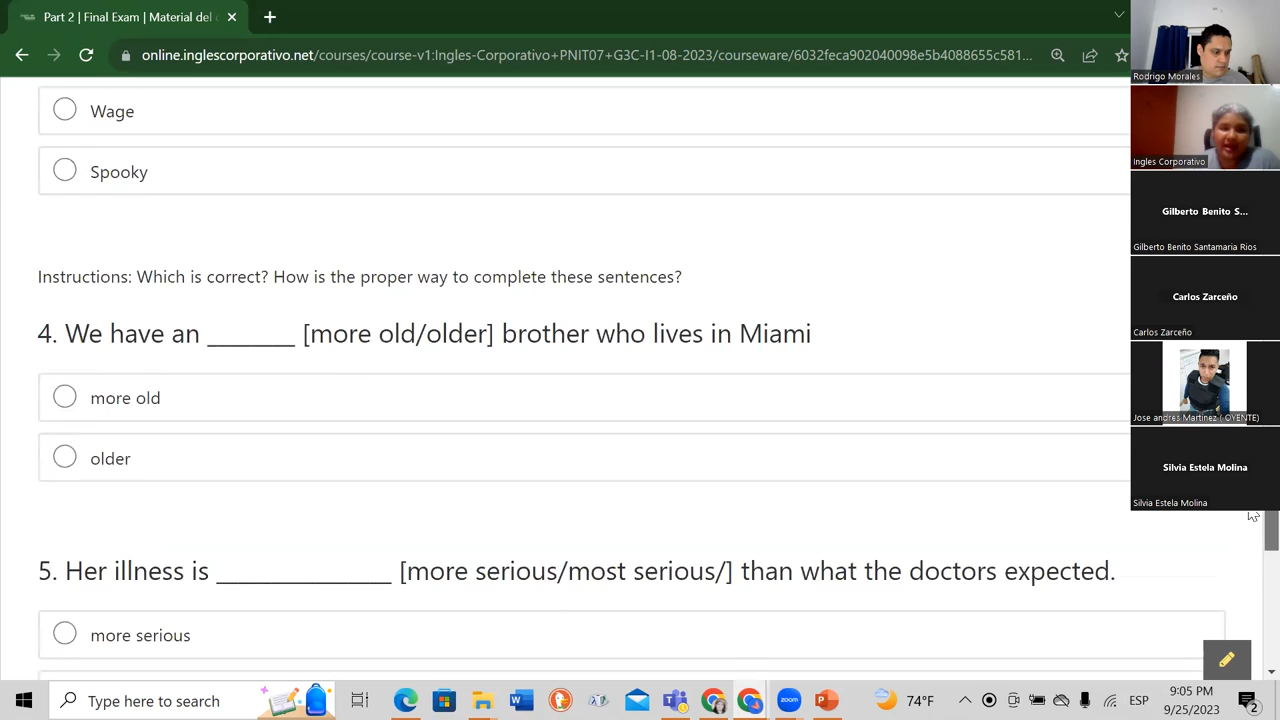 Part 2 | Final Exam | Material del
online.inglescorporativo.net/courses/course-v1:Ingles-Corporativo+PNIT07+G3C-I1-08-2023/courseware/6032feca902040098e5b4088655c581...
Wage
Spooky
Instructions: Which is correct? How is the proper way to complete these sentences?
4. We have an ________ [more old/older] brother who lives in Miami
more old
older
5. Her illness is ______________ [more serious/most serious/] than what the doctors expected.
more serious
Rodrigo Morales
Ingles Corporativo
Gilberto Benito S...
Gilberto Benito Santamaria Rios
Carlos Zarceño
Carlos Zarceño
Jose andres Martinez ( OYENTE)
Silvia Estela Molina
Silvia Estela Molina
Type here to search
zoom
74°F
ESP
9:05 PM
9/25/2023
2